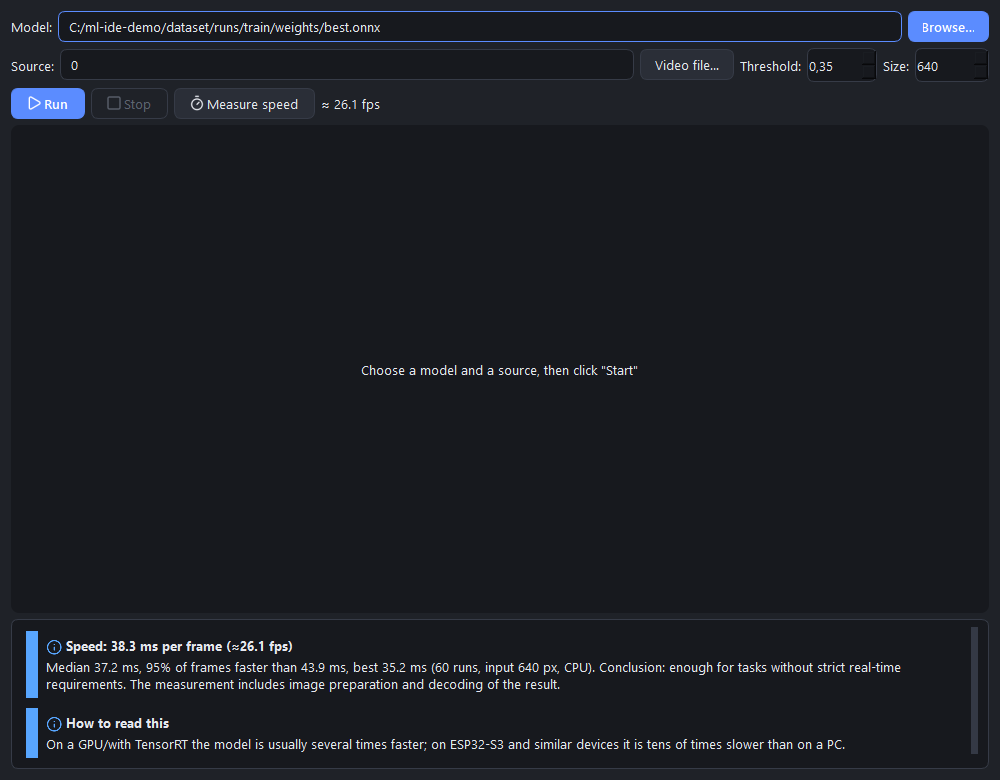 Model: C:/ml-ide-demo/dataset/runs/train/weights/best.onnx Browse...
Source: 0 Video file... Threshold: 0,35 Size: 640
Run Stop Measure speed ≈ 26.1 fps
Choose a model and a source, then click "Start"
Speed: 38.3 ms per frame (≈26.1 fps)
Median 37.2 ms, 95% of frames faster than 43.9 ms, best 35.2 ms (60 runs, input 640 px, CPU). Conclusion: enough for tasks without strict real-time
requirements. The measurement includes image preparation and decoding of the result.
How to read this
On a GPU/with TensorRT the model is usually several times faster; on ESP32-S3 and similar devices it is tens of times slower than on a PC.